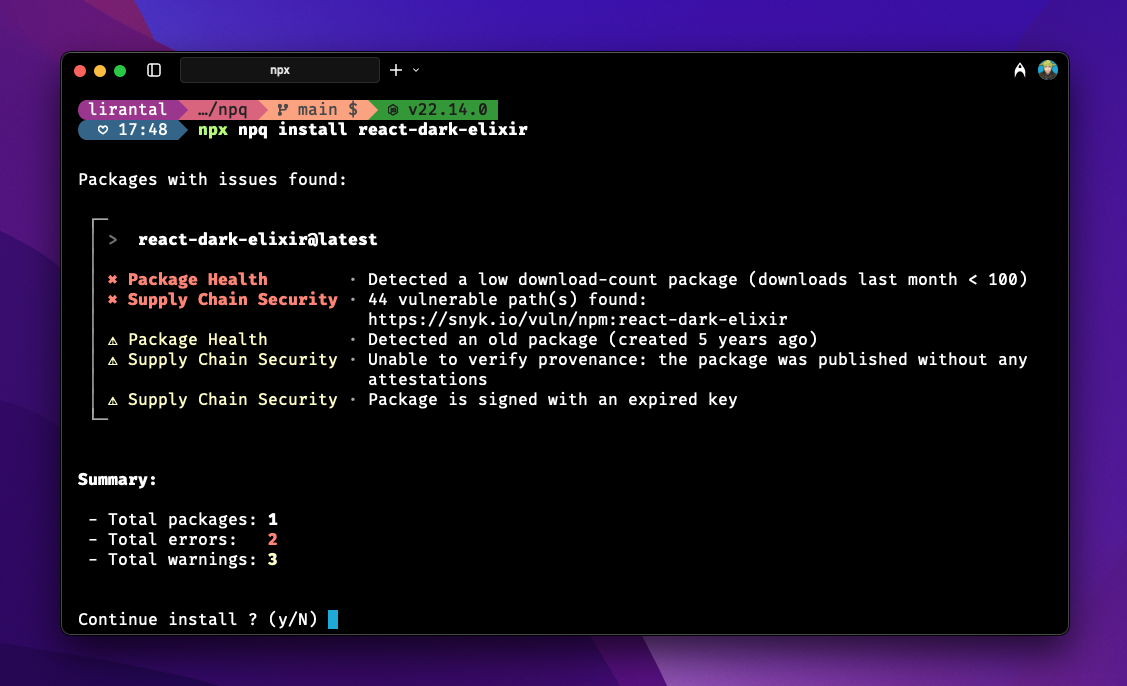 npx
lirantal …/npq main $ v22.14.0
♡ 17:48 npx npq install react-dark-elixir
Packages with issues found:
> react-dark-elixir@latest
✖ Package Health · Detected a low download-count package (downloads last month < 100)
✖ Supply Chain Security · 44 vulnerable path(s) found:
https://snyk.io/vuln/npm:react-dark-elixir
⚠ Package Health · Detected an old package (created 5 years ago)
⚠ Supply Chain Security · Unable to verify provenance: the package was published without any
attestations
⚠ Supply Chain Security · Package is signed with an expired key
Summary:
- Total packages: 1
- Total errors: 2
- Total warnings: 3
Continue install ? (y/N)